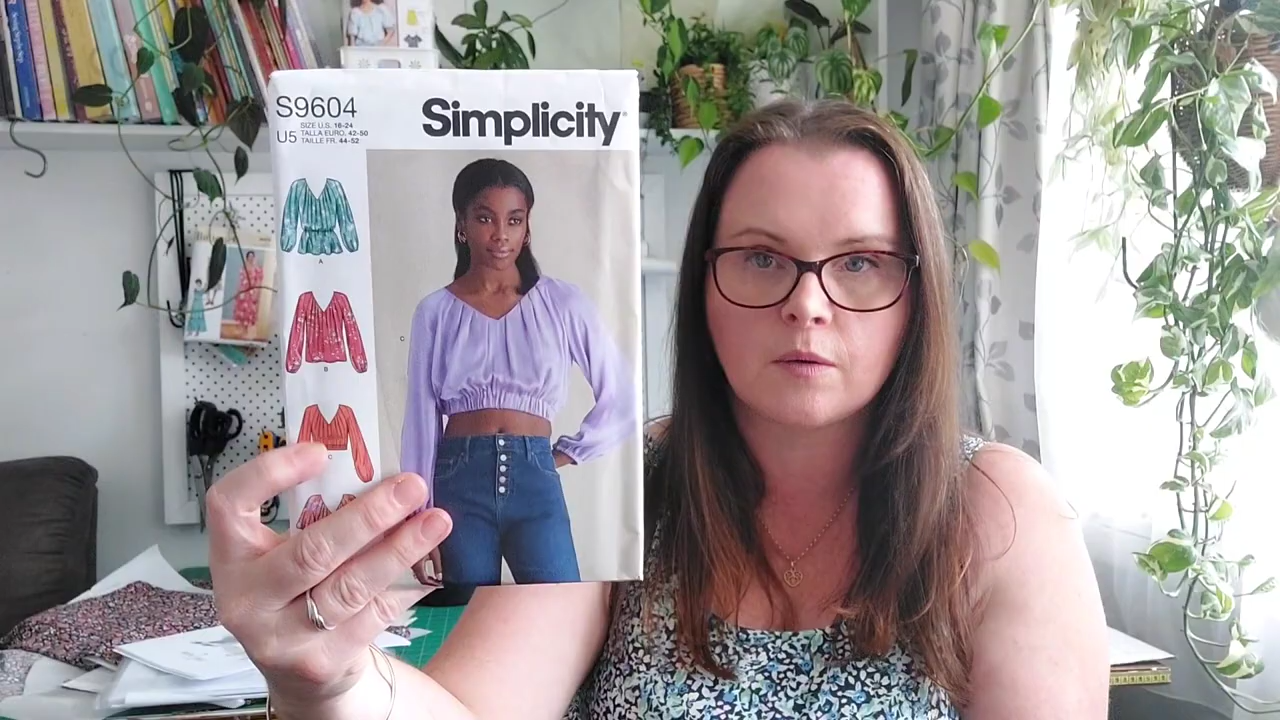 S9604
Simplicity®
U5
SIZE U.S. 16-24
TALLA EURO. 42-50
TAILLE FR. 44-52
A
B
C
C